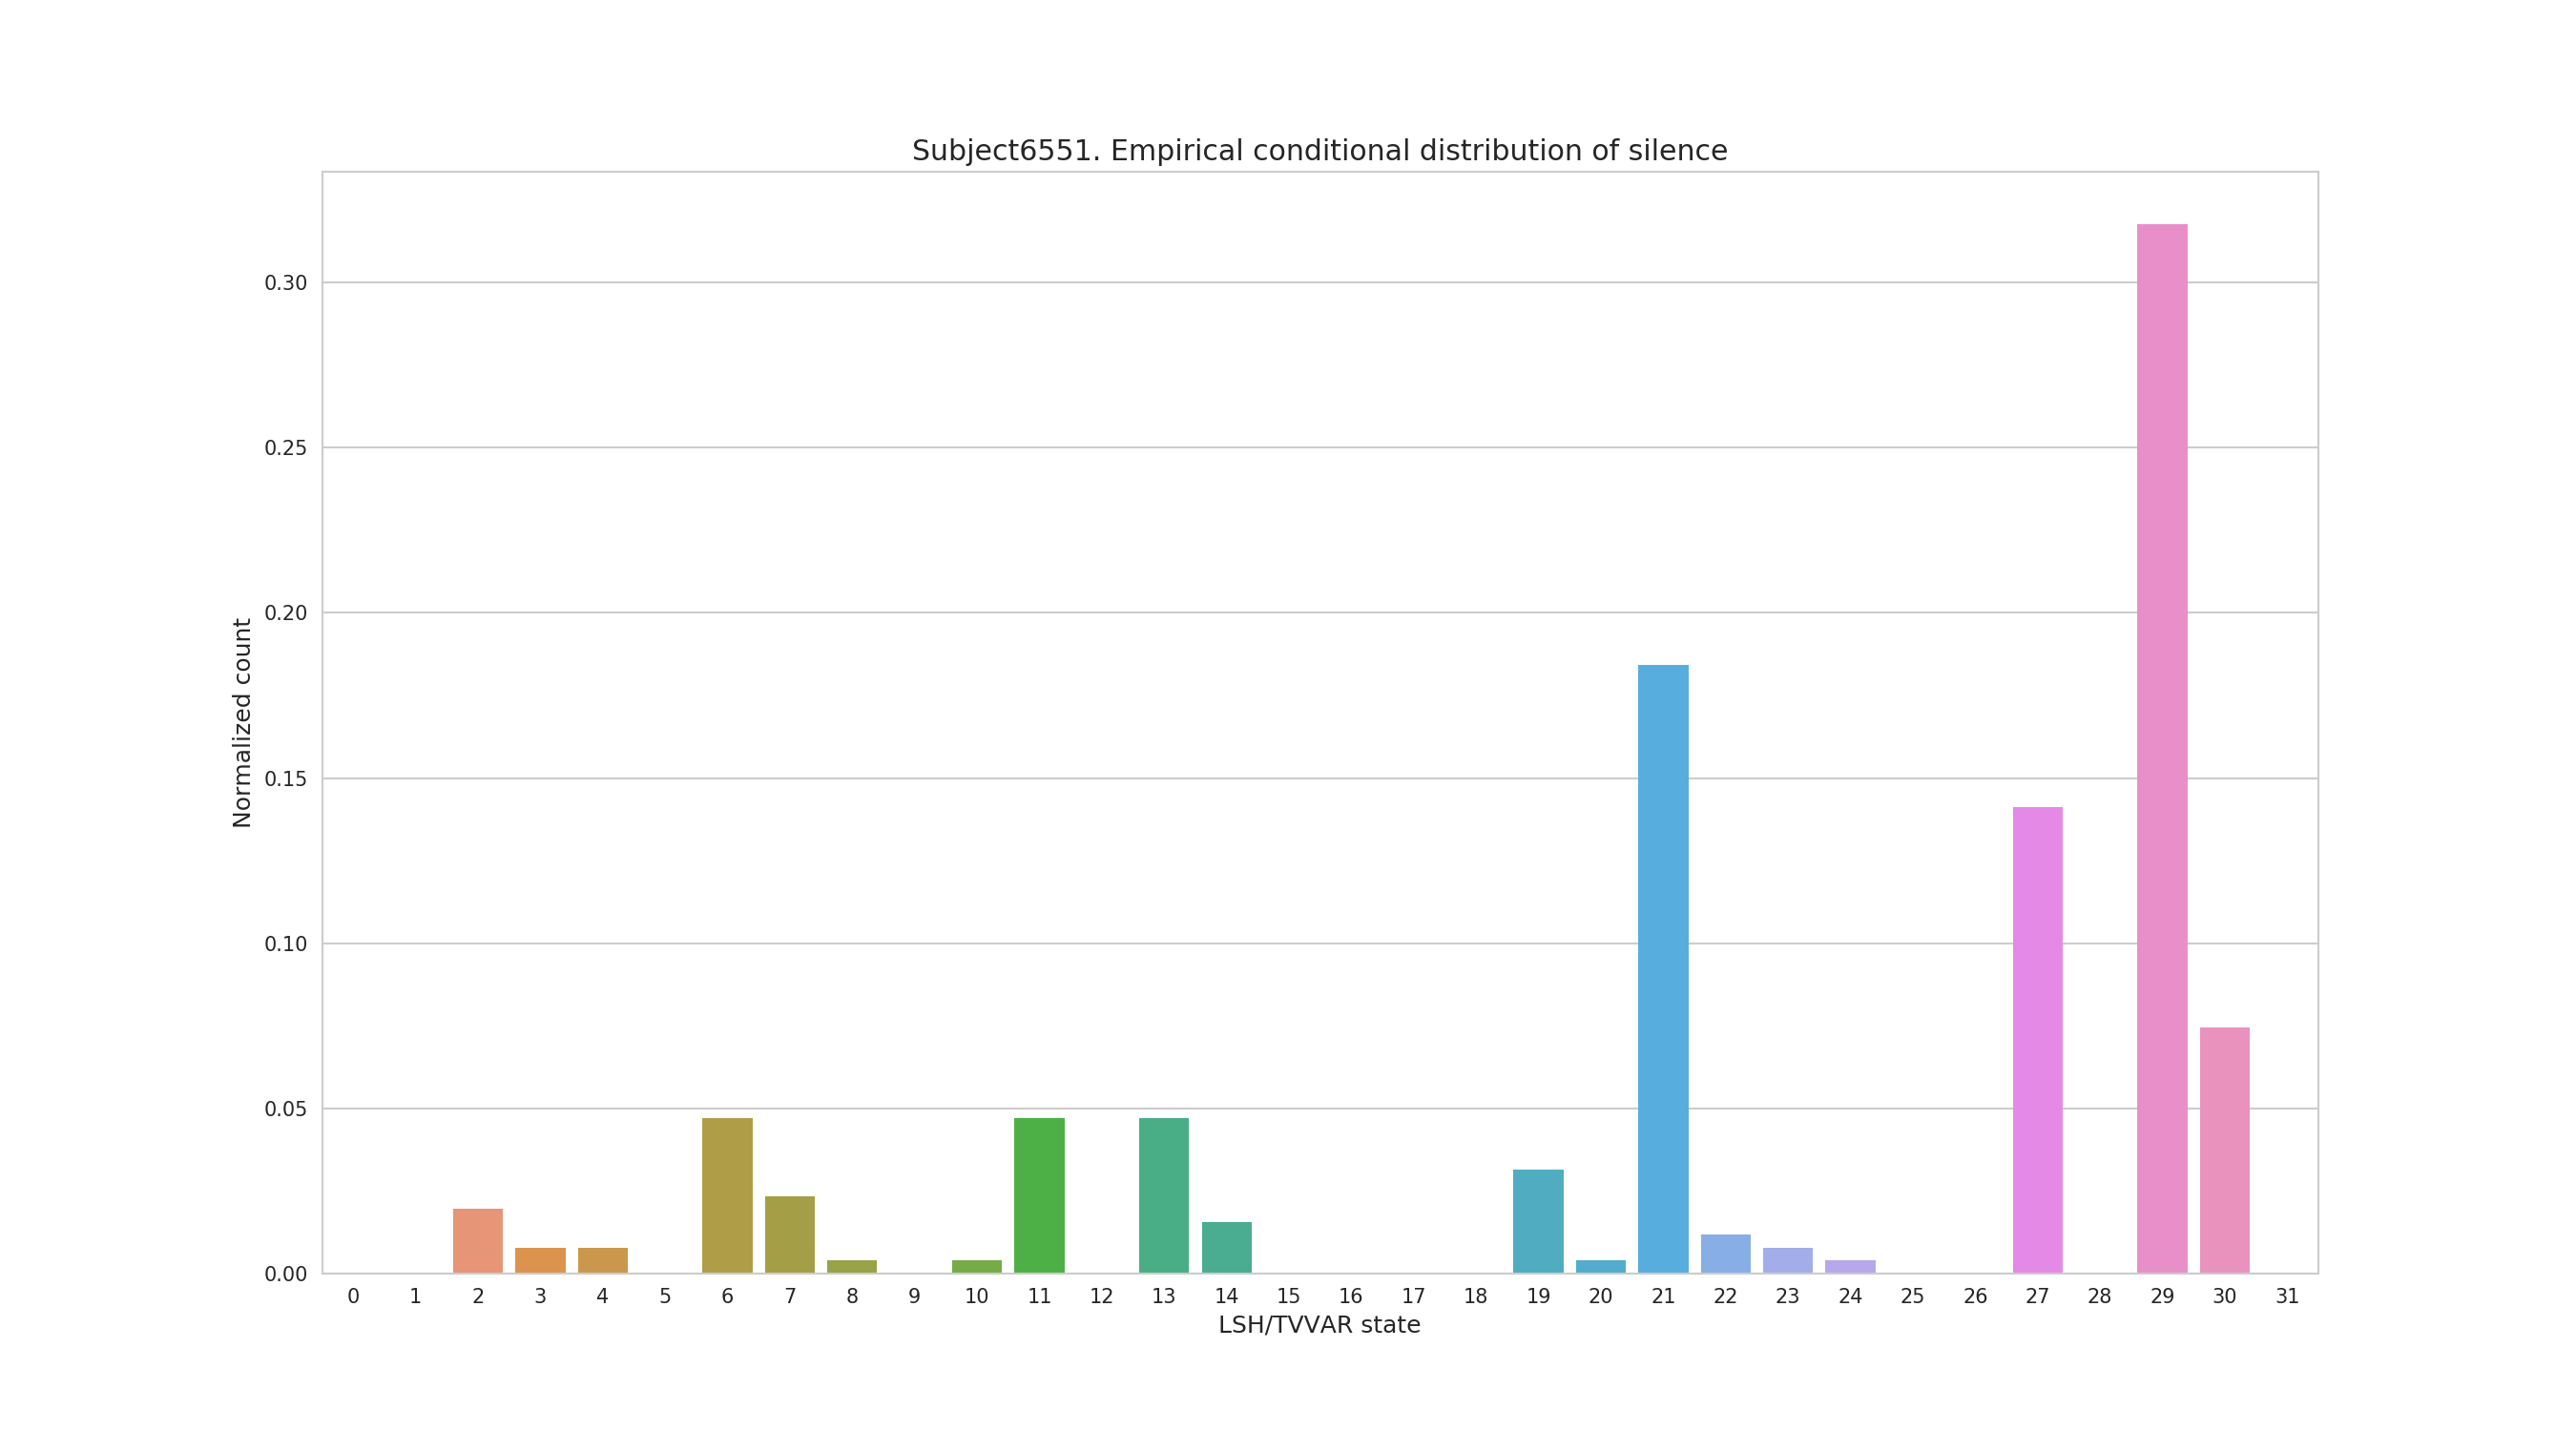 Subject6551. Empirical conditional distribution of silence
Normalized count
0.30
0.25
0.20
0.15
0.10
0.05
0.00
0 1 2 3 4 5 6 7 8 9 10 11 12 13 14 15 16 17 18 19 20 21 22 23 24 25 26 27 28 29 30 31
LSH/TVVAR state